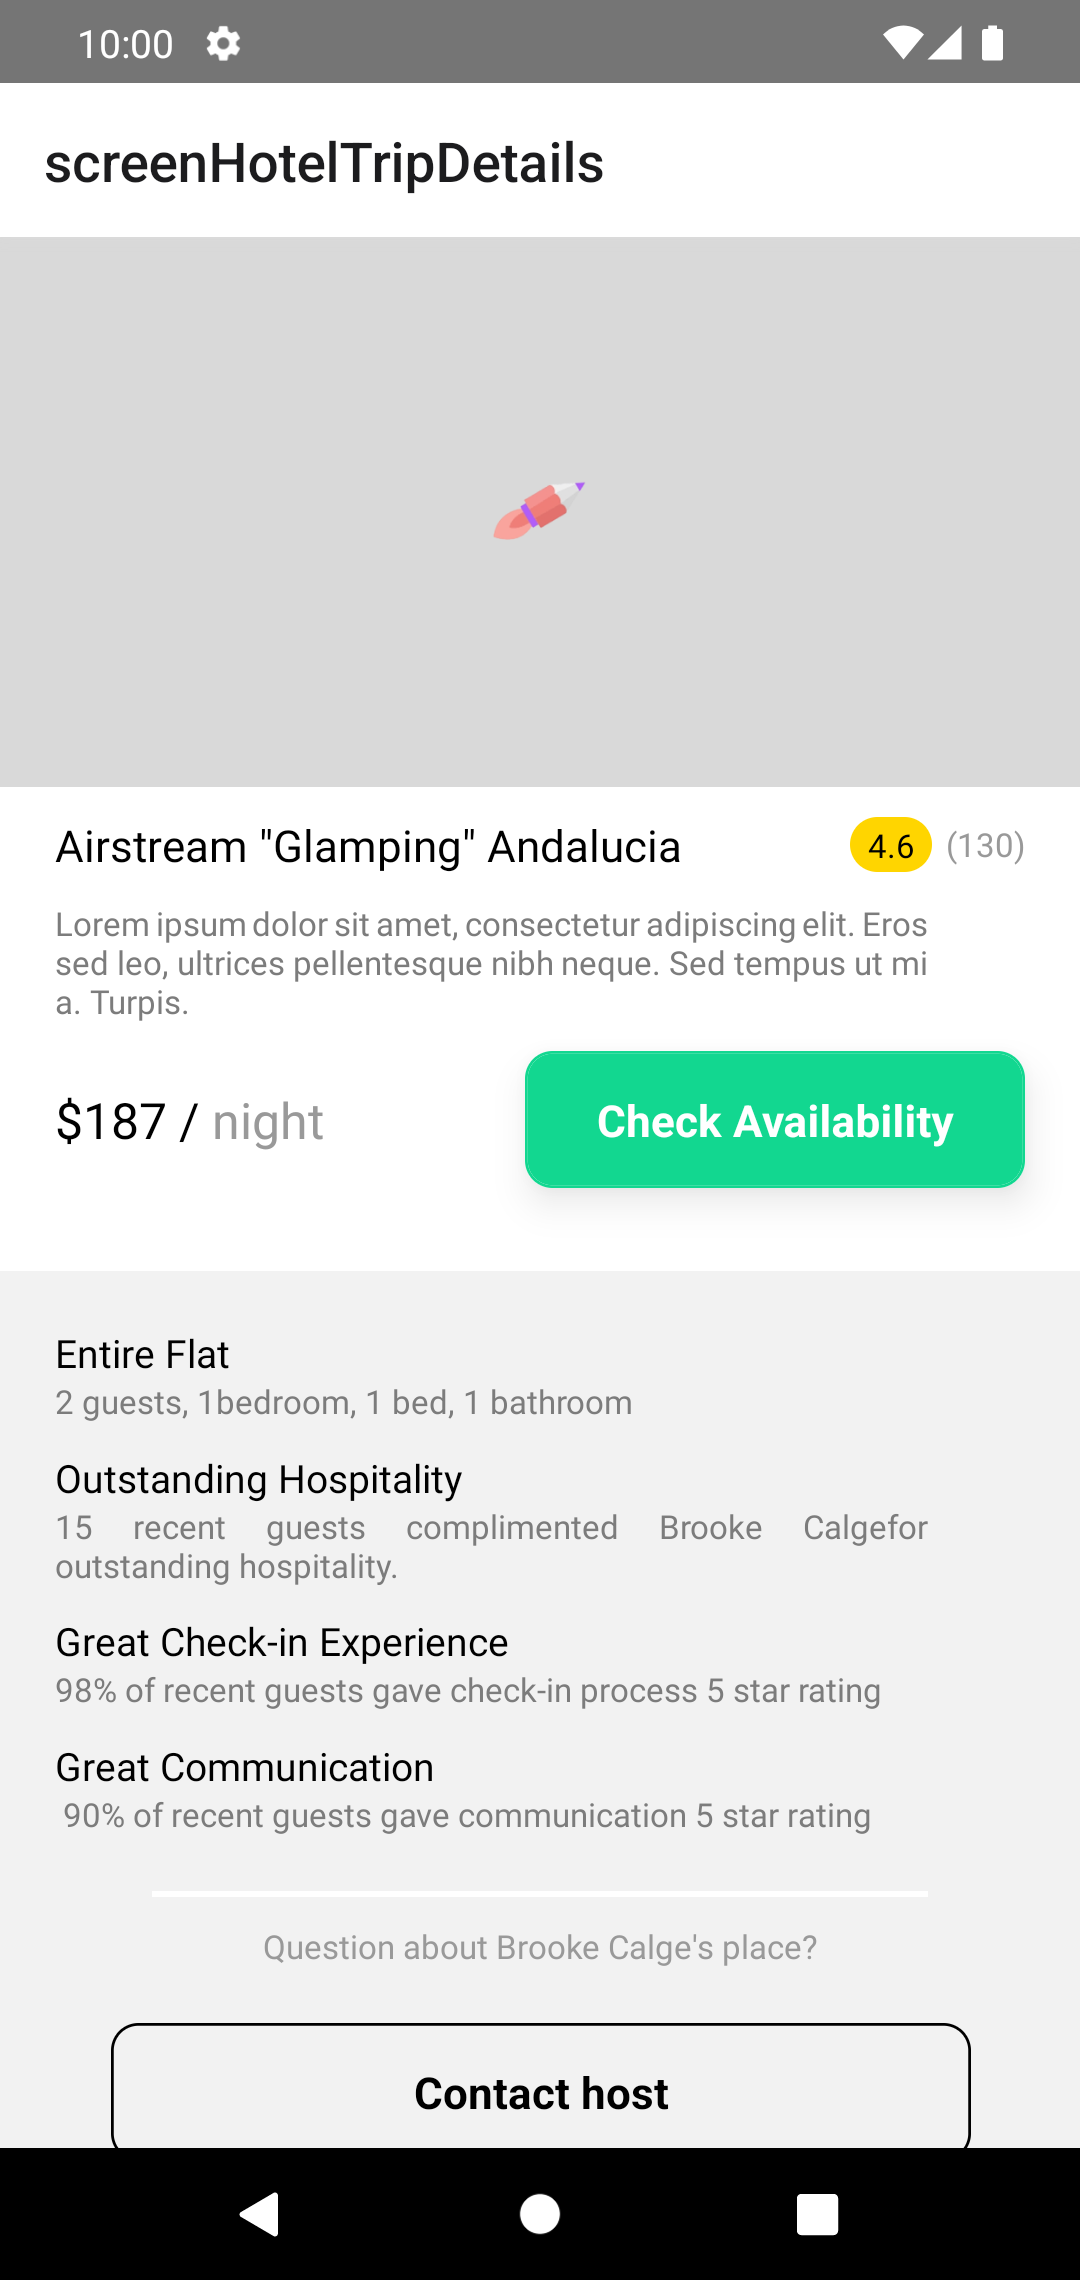 10:00
screenHotelTripDetails
Airstream "Glamping" Andalucia 4.6 (130)
Lorem ipsum dolor sit amet, consectetur adipiscing elit. Eros
sed leo, ultrices pellentesque nibh neque. Sed tempus ut mi
a. Turpis.
$187 / night Check Availability
Entire Flat
2 guests, 1bedroom, 1 bed, 1 bathroom
Outstanding Hospitality
15 recent guests complimented Brooke Calgefor
outstanding hospitality.
Great Check-in Experience
98% of recent guests gave check-in process 5 star rating
Great Communication
90% of recent guests gave communication 5 star rating
Question about Brooke Calge's place?
Contact host